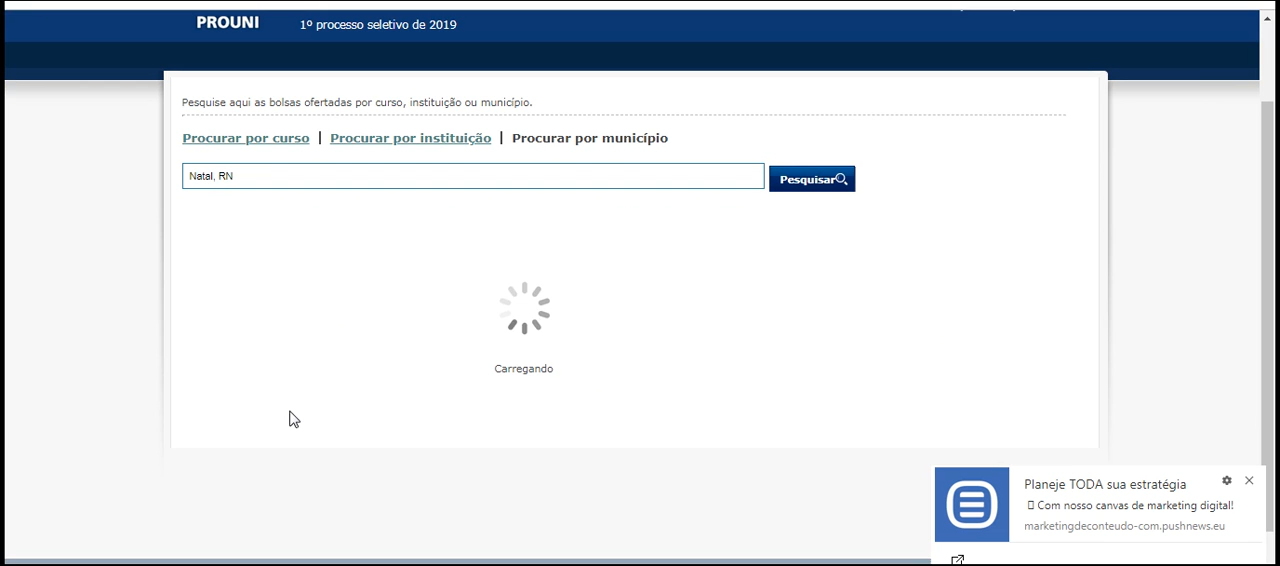 PROUNI 1º processo seletivo de 2019
Pesquise aqui as bolsas ofertadas por curso, instituição ou município.
Procurar por curso | Procurar por instituição | Procurar por município
Natal, RN Pesquisar
Carregando
Planeje TODA sua estratégia
Com nosso canvas de marketing digital!
marketingdeconteudo-com.pushnews.eu